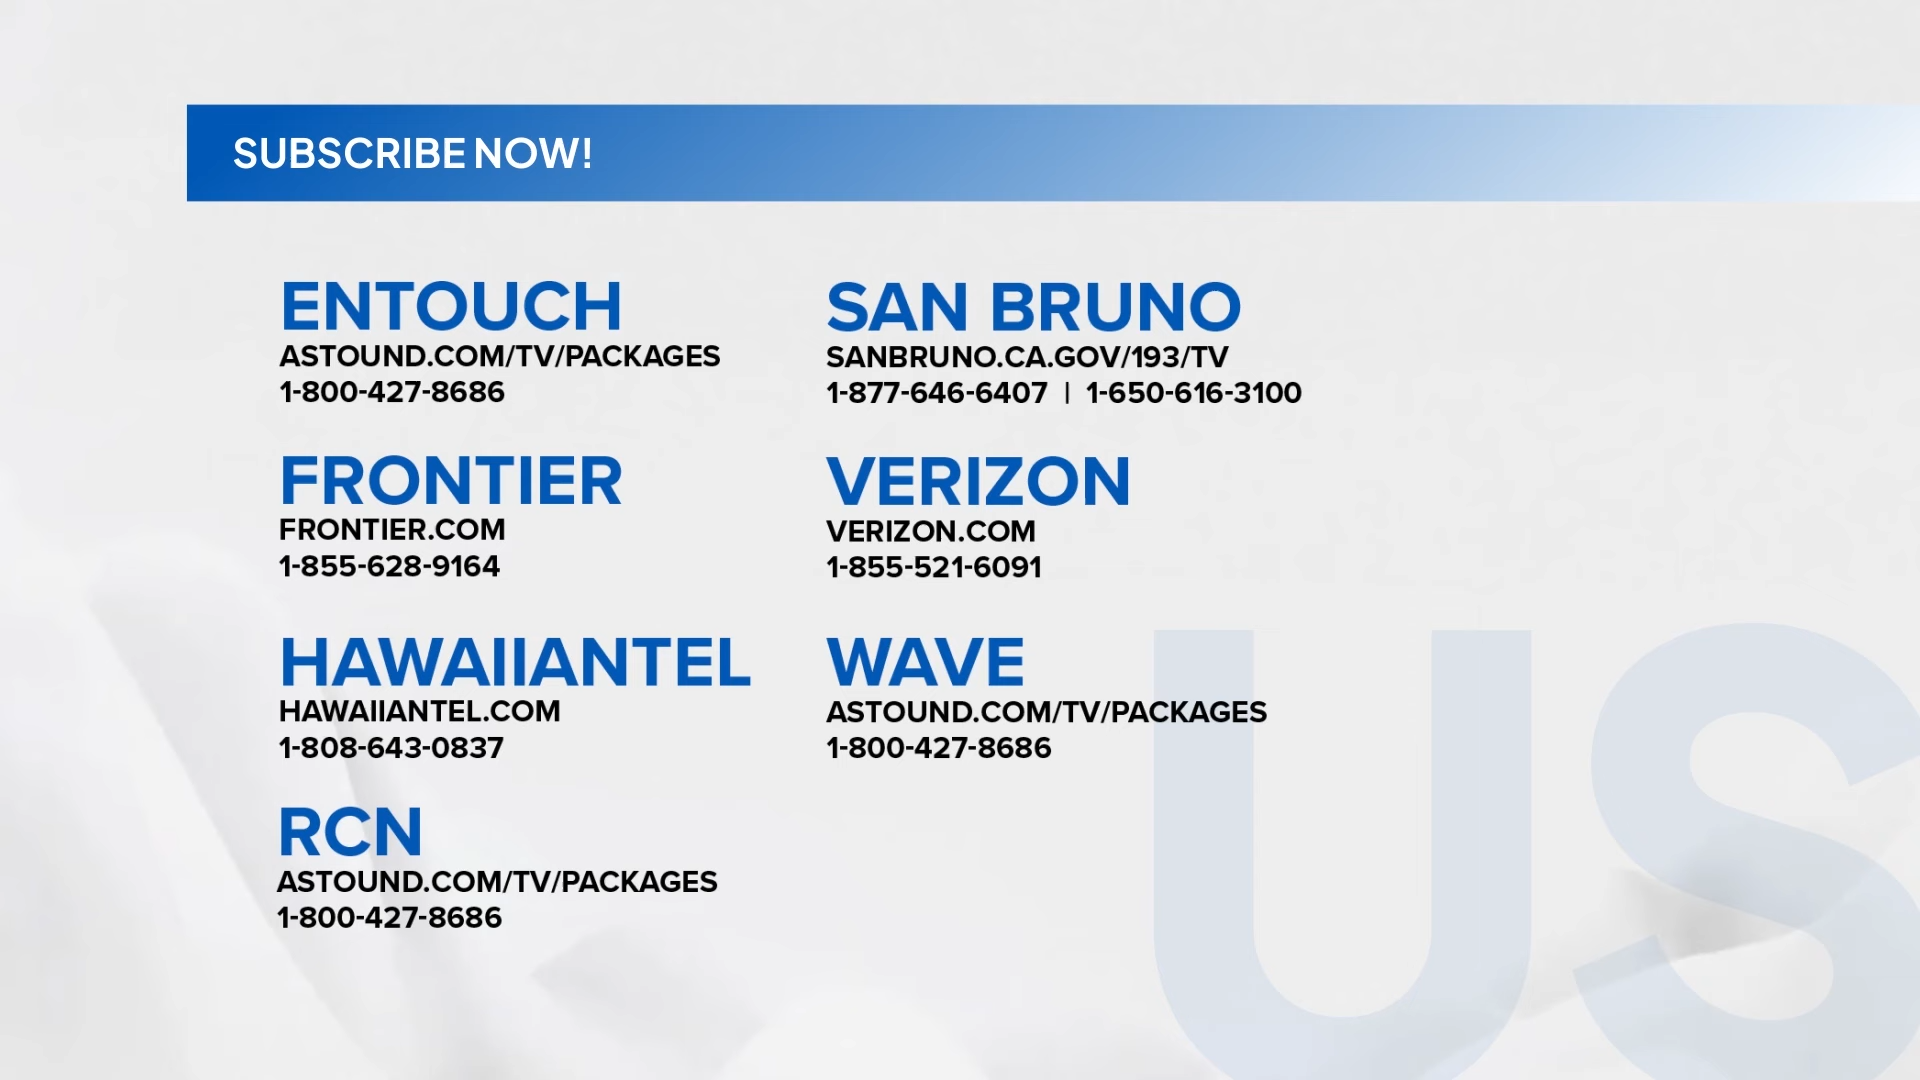 SUBSCRIBE NOW!
ENTOUCH
ASTOUND.COM/TV/PACKAGES
1-800-427-8686
FRONTIER
FRONTIER.COM
1-855-628-9164
HAWAIIANTEL
HAWAIIANTEL.COM
1-808-643-0837
RCN
ASTOUND.COM/TV/PACKAGES
1-800-427-8686
SAN BRUNO
SANBRUNO.CA.GOV/193/TV
1-877-646-6407 | 1-650-616-3100
VERIZON
VERIZON.COM
1-855-521-6091
WAVE
ASTOUND.COM/TV/PACKAGES
1-800-427-8686
US